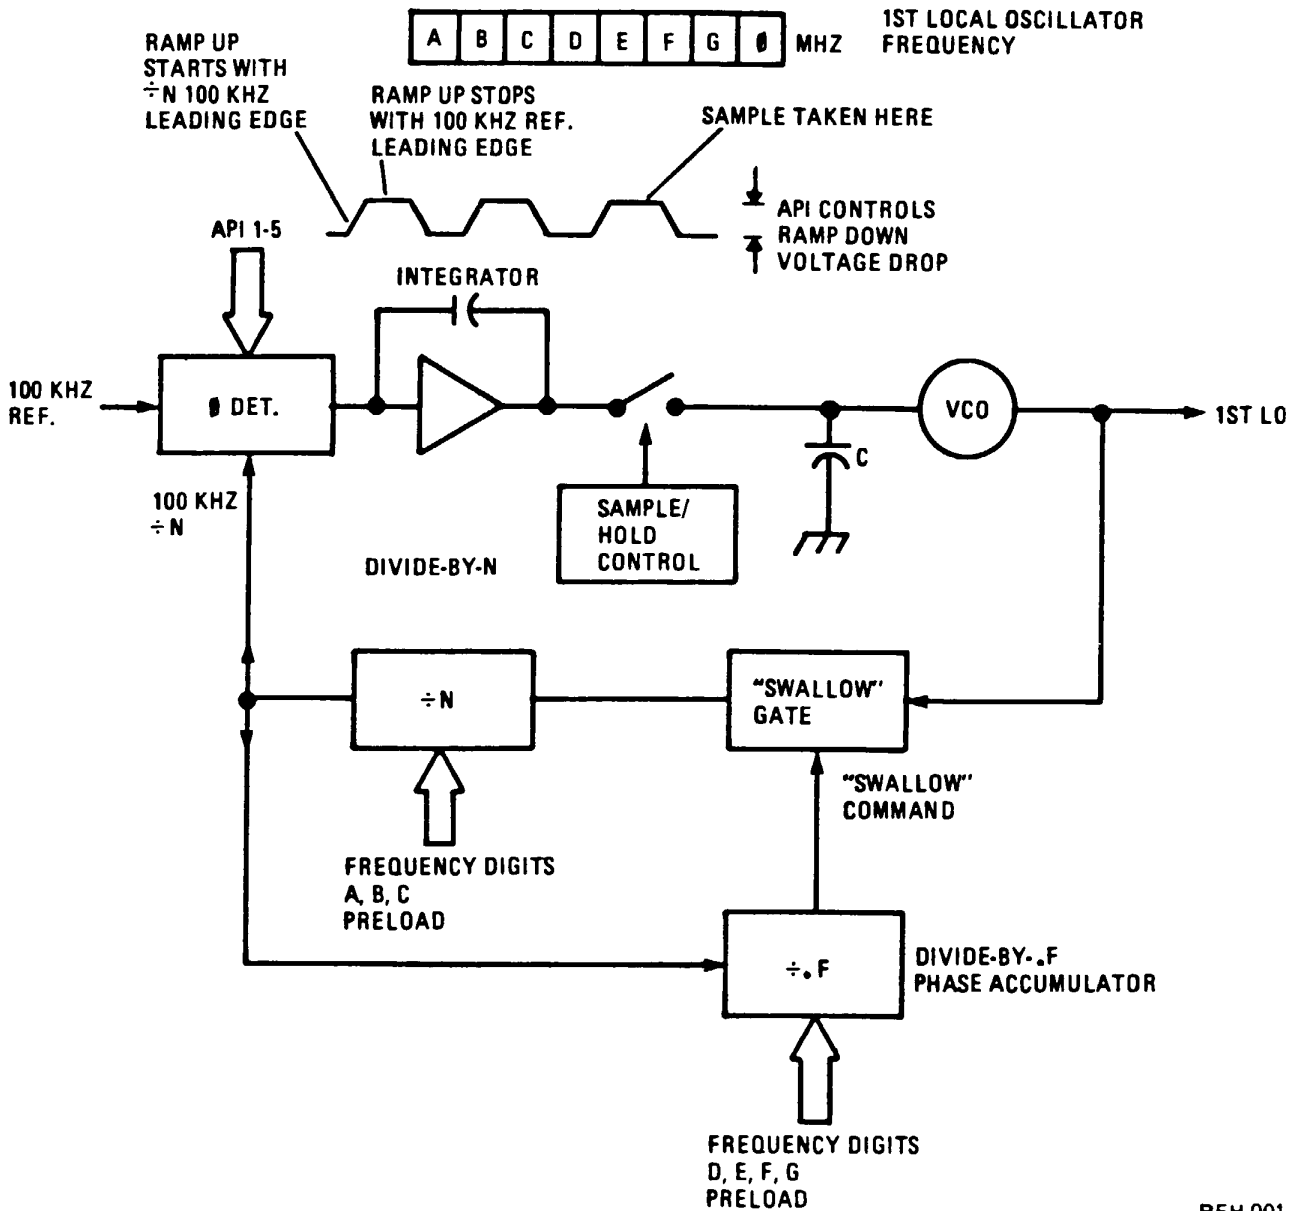 A B C D E F G 0 MHZ
1ST LOCAL OSCILLATOR
FREQUENCY
RAMP UP
STARTS WITH
÷N 100 KHZ
LEADING EDGE
RAMP UP STOPS
WITH 100 KHZ REF.
LEADING EDGE
SAMPLE TAKEN HERE
API CONTROLS
RAMP DOWN
VOLTAGE DROP
API 1-5
INTEGRATOR
100 KHZ
REF.
Ø DET.
VCO
1ST LO
C
100 KHZ
÷N
SAMPLE/
HOLD
CONTROL
DIVIDE-BY-N
÷N
"SWALLOW"
GATE
"SWALLOW"
COMMAND
FREQUENCY DIGITS
A, B, C
PRELOAD
÷.F
DIVIDE-BY-.F
PHASE ACCUMULATOR
FREQUENCY DIGITS
D, E, F, G
PRELOAD